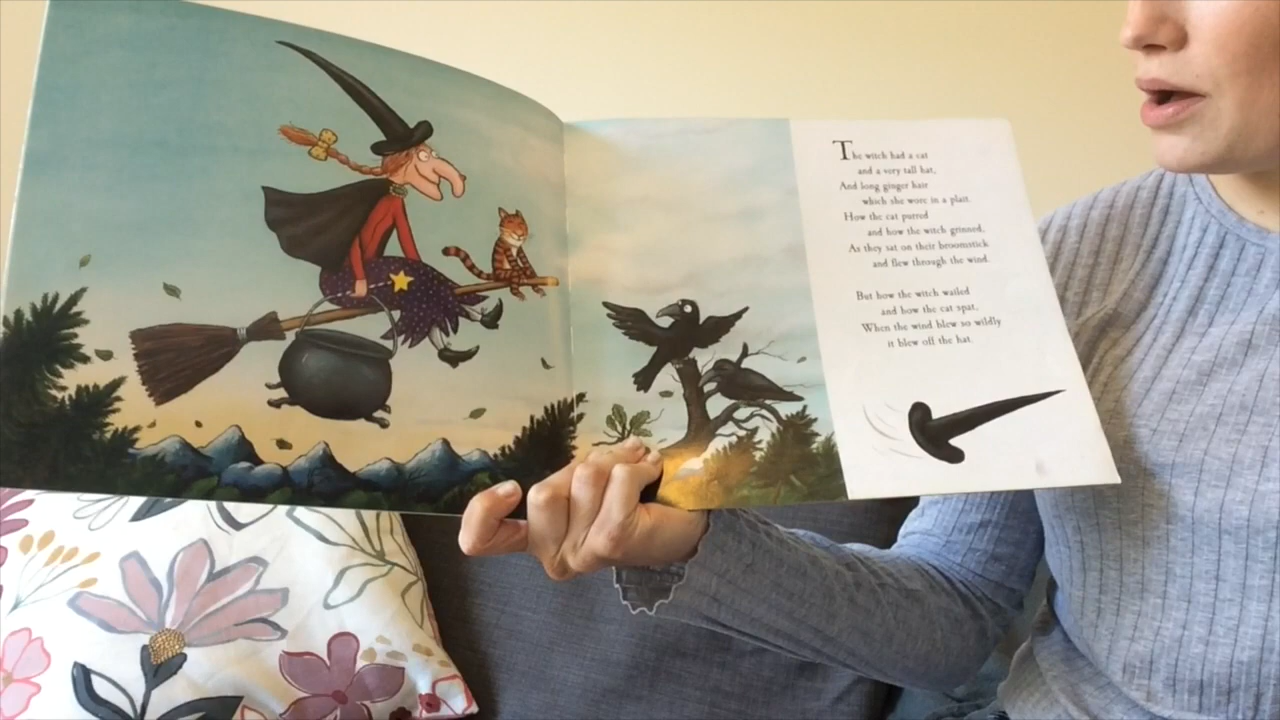 The witch had a cat
and a very tall hat,
And long ginger hair
which she wore in a plait.
How the cat purred
and how the witch grinned,
As they sat on their broomstick
and flew through the wind.
But how the witch wailed
and how the cat spat,
When the wind blew so wildly
it blew off the hat.